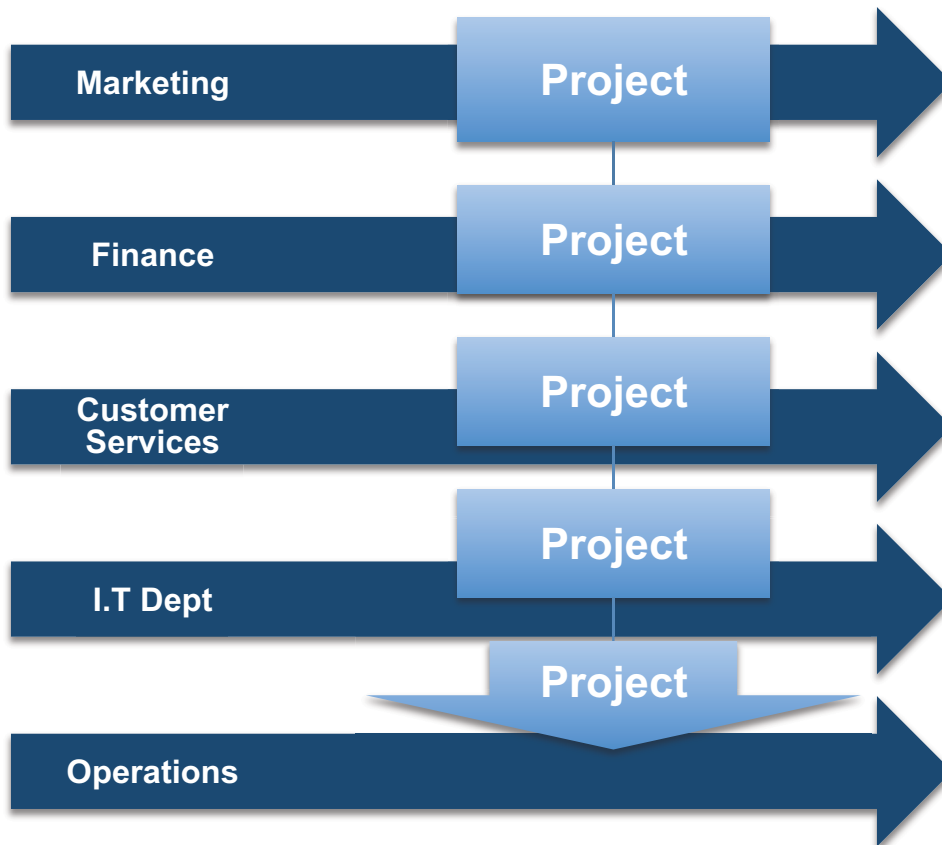 Marketing
Project
Finance
Project
Customer
Services
Project
I.T Dept
Project
Project
Operations